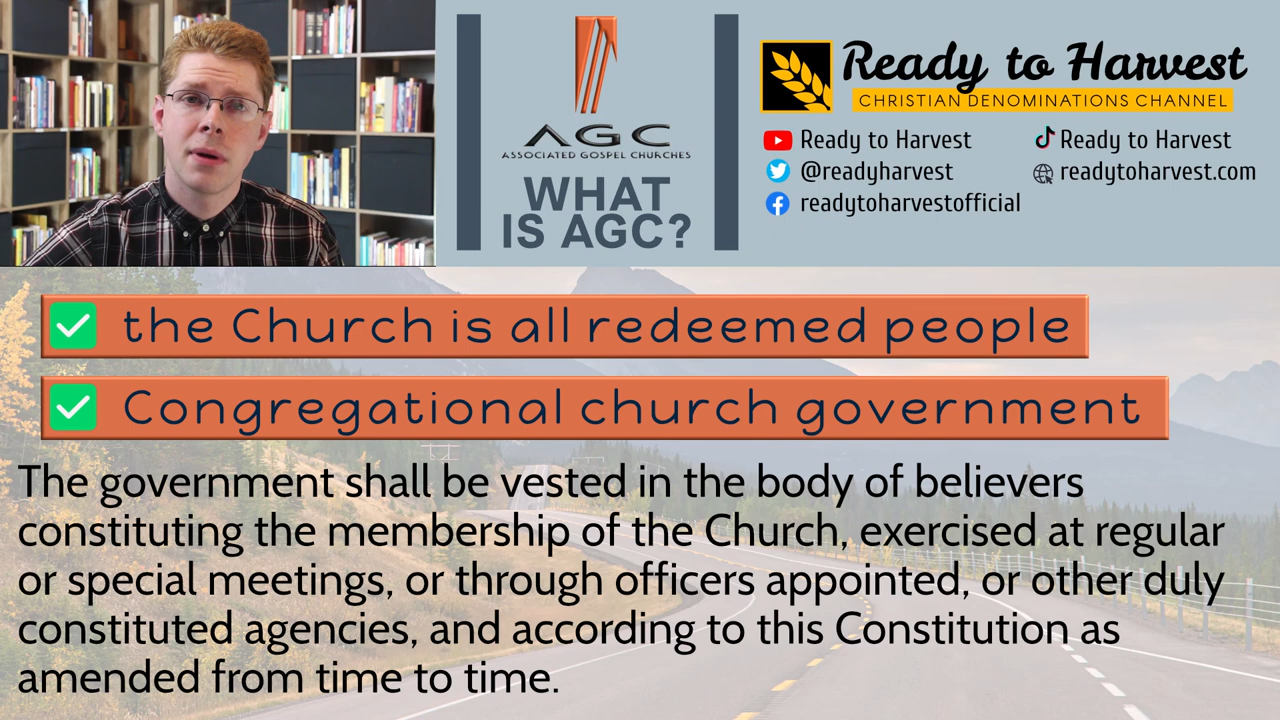 AGC
ASSOCIATED GOSPEL CHURCHES
WHAT
IS AGC?
Ready to Harvest
CHRISTIAN DENOMINATIONS CHANNEL
Ready to Harvest
Ready to Harvest
@readyharvest
readytoharvest.com
readytoharvestofficial
the Church is all redeemed people
Congregational church government
The government shall be vested in the body of believers
constituting the membership of the Church, exercised at regular
or special meetings, or through officers appointed, or other duly
constituted agencies, and according to this Constitution as
amended from time to time.